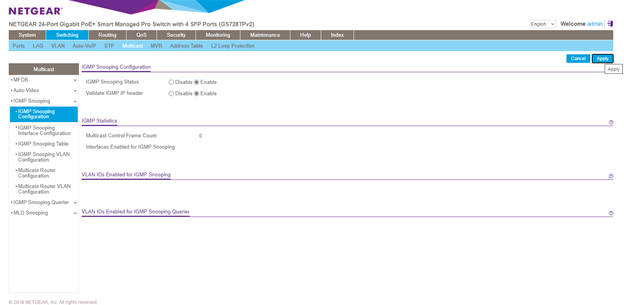 NETGEAR®
NETGEAR 24-Port Gigabit PoE+ Smart Managed Pro Switch with 4 SFP Ports (GS728TPv2)
English
Welcome admin
System Switching Routing QoS Security Monitoring Maintenance Help Index
Ports LAG VLAN Auto-VoIP STP Multicast MVR Address Table L2 Loop Protection
Cancel Apply
Apply
Multicast
•MFDB
•Auto-Video
•IGMP Snooping
•IGMP Snooping
Configuration
•IGMP Snooping
Interface Configuration
•IGMP Snooping Table
•IGMP Snooping VLAN
Configuration
•Multicast Router
Configuration
•Multicast Router VLAN
Configuration
•IGMP Snooping Querier
•MLD Snooping
IGMP Snooping Configuration
IGMP Snooping Status Disable Enable
Validate IGMP IP header Disable Enable
IGMP Statistics
Multicast Control Frame Count 0
Interfaces Enabled for IGMP Snooping
VLAN IDs Enabled for IGMP Snooping
VLAN IDs Enabled for IGMP Snooping Querier
© 2018 NETGEAR, Inc. All rights reserved.